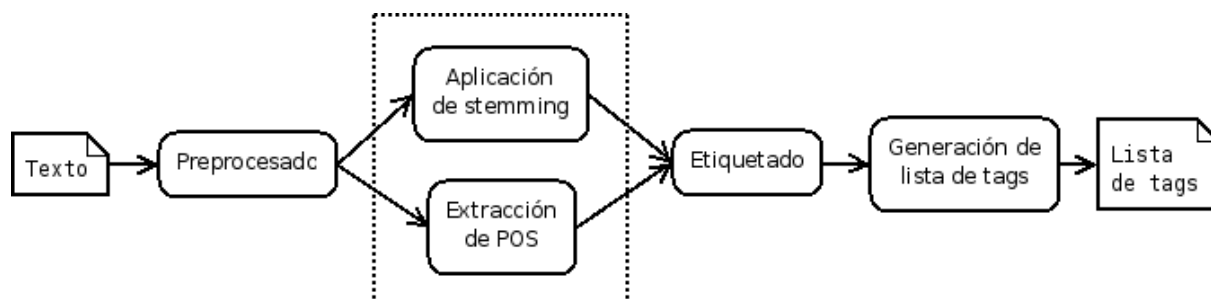 Texto
Preprocesadc
Aplicación
de stemming
Extracción
de POS
Etiquetado
Generación de
lista de tags
Lista
de tags